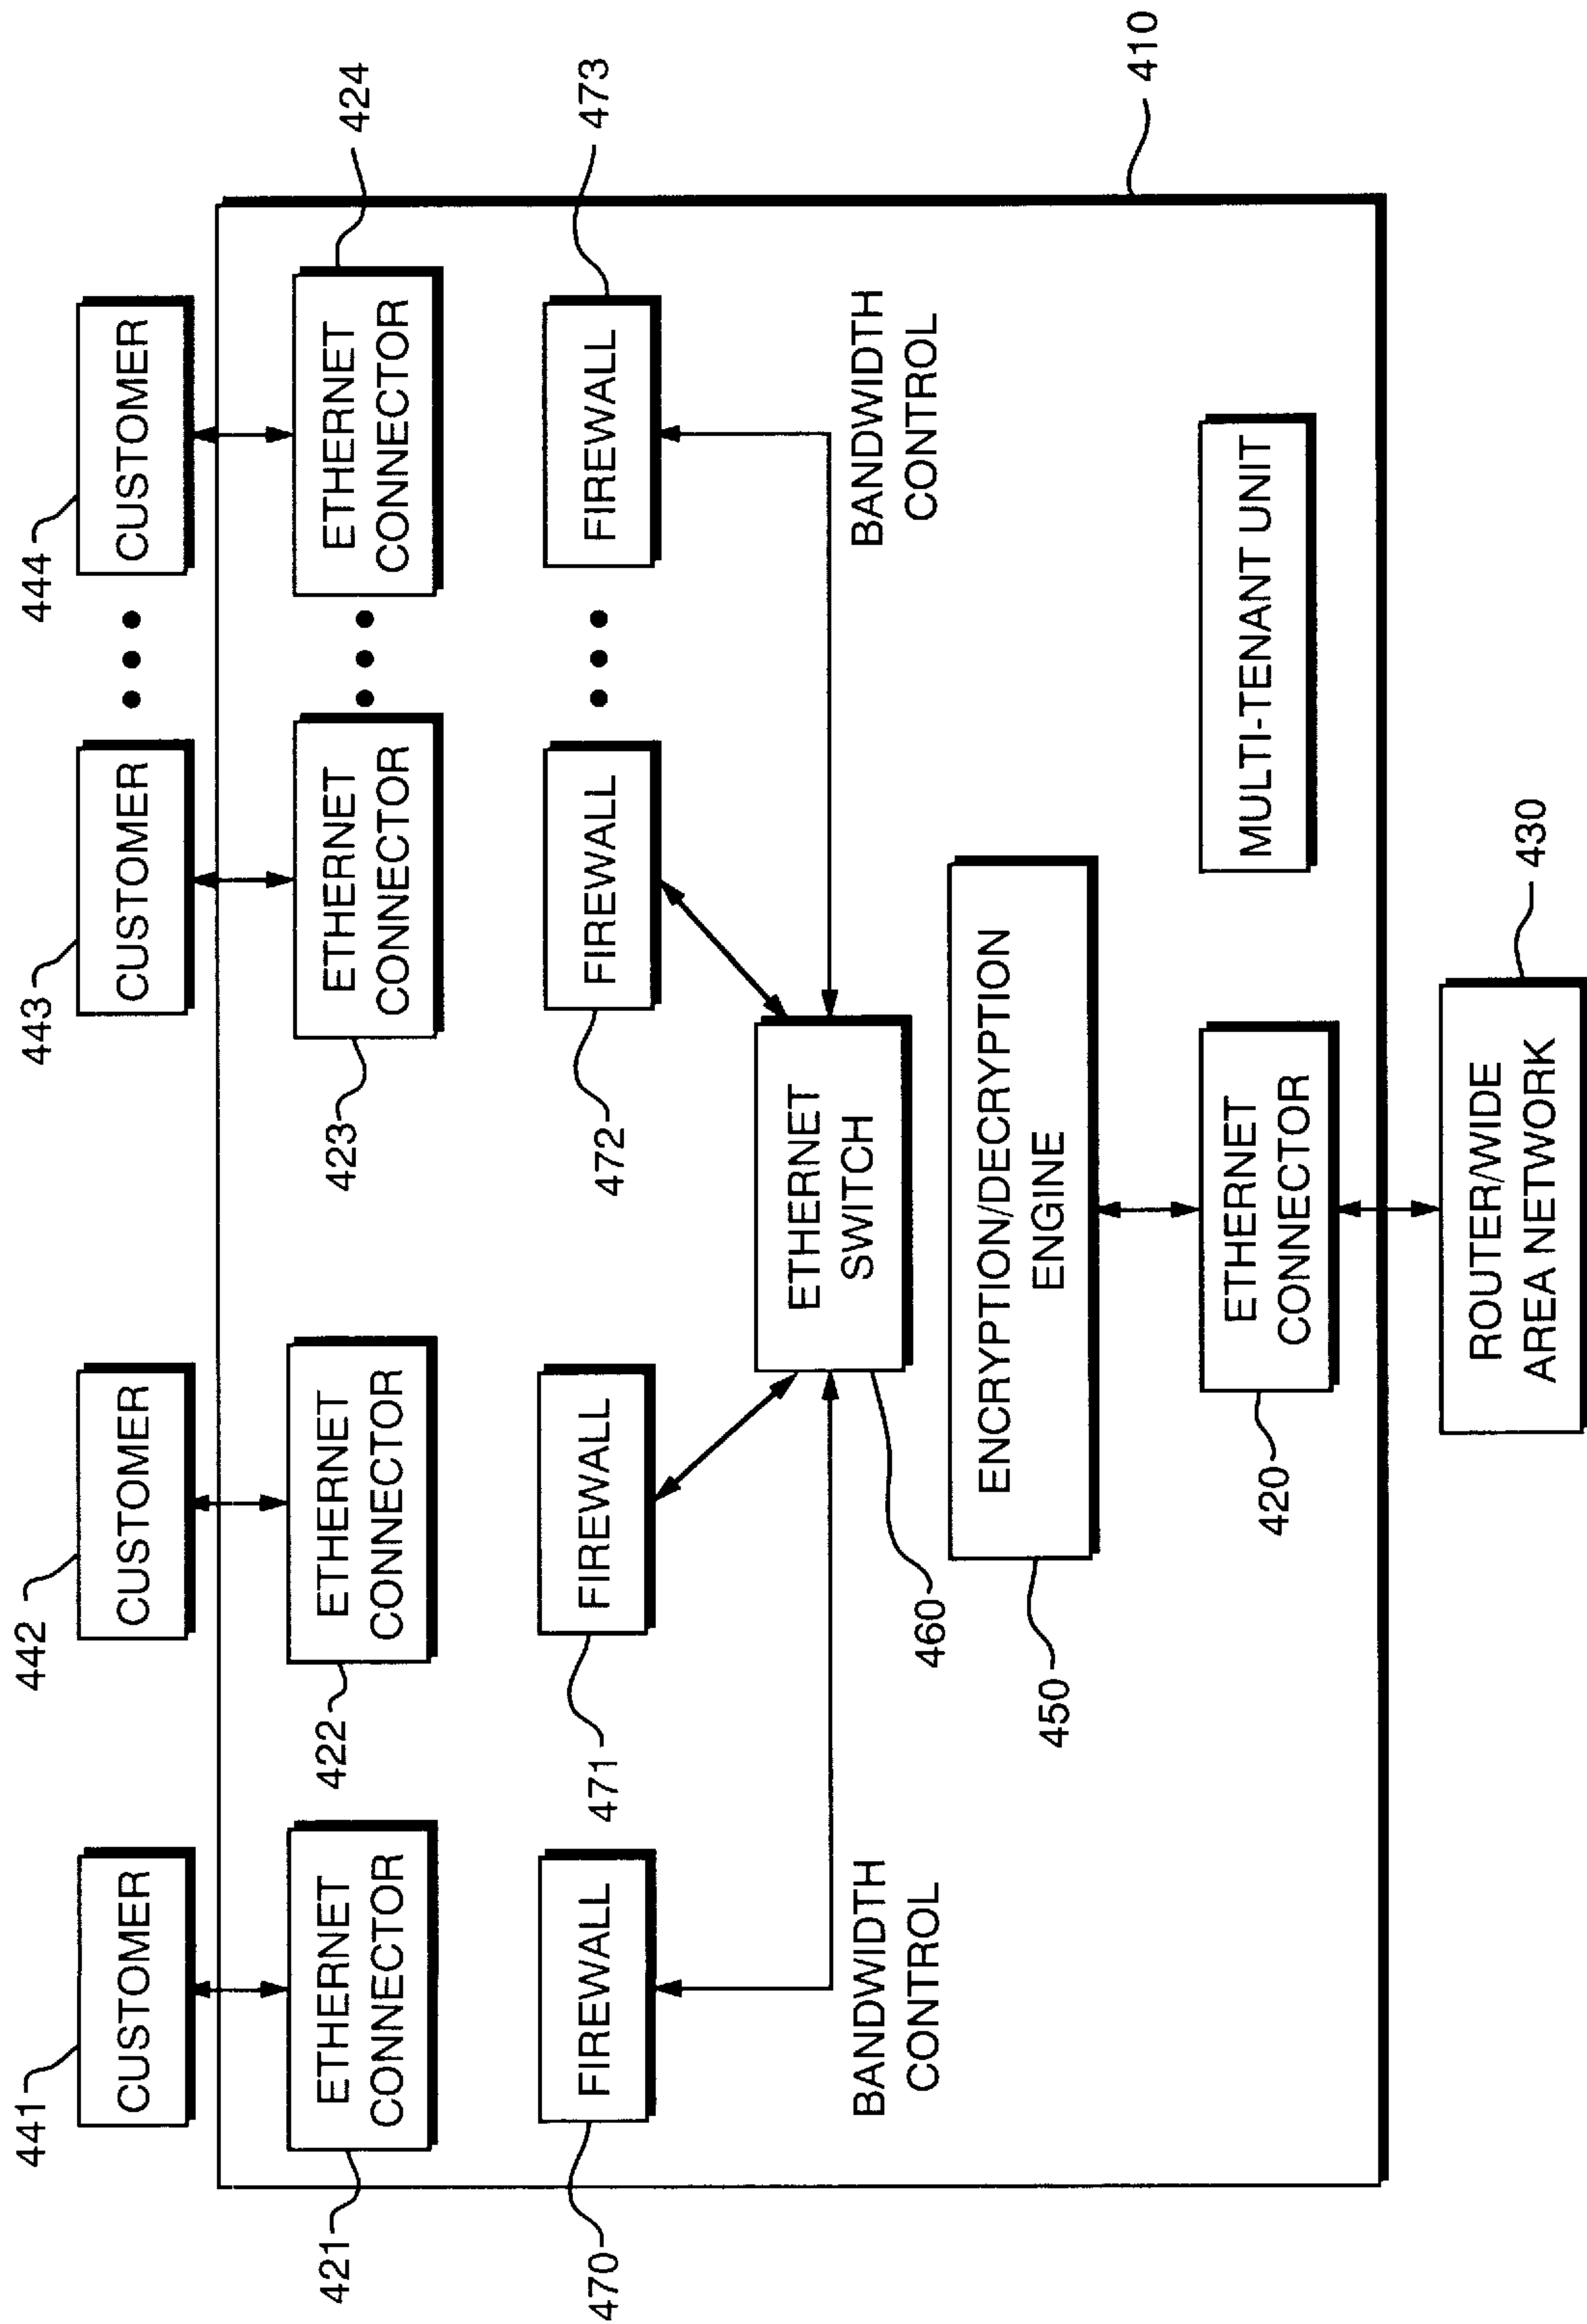 441
442
443
444
CUSTOMER
CUSTOMER
CUSTOMER
CUSTOMER
421
422
423
424
ETHERNET
CONNECTOR
ETHERNET
CONNECTOR
ETHERNET
CONNECTOR
ETHERNET
CONNECTOR
470
471
472
473
FIREWALL
FIREWALL
FIREWALL
FIREWALL
ETHERNET
SWITCH
460
BANDWIDTH
CONTROL
BANDWIDTH
CONTROL
ENCRYPTION/DECRYPTION
ENGINE
450
410
ETHERNET
CONNECTOR
420
MULTI-TENANT UNIT
ROUTER/WIDE
AREA NETWORK
430